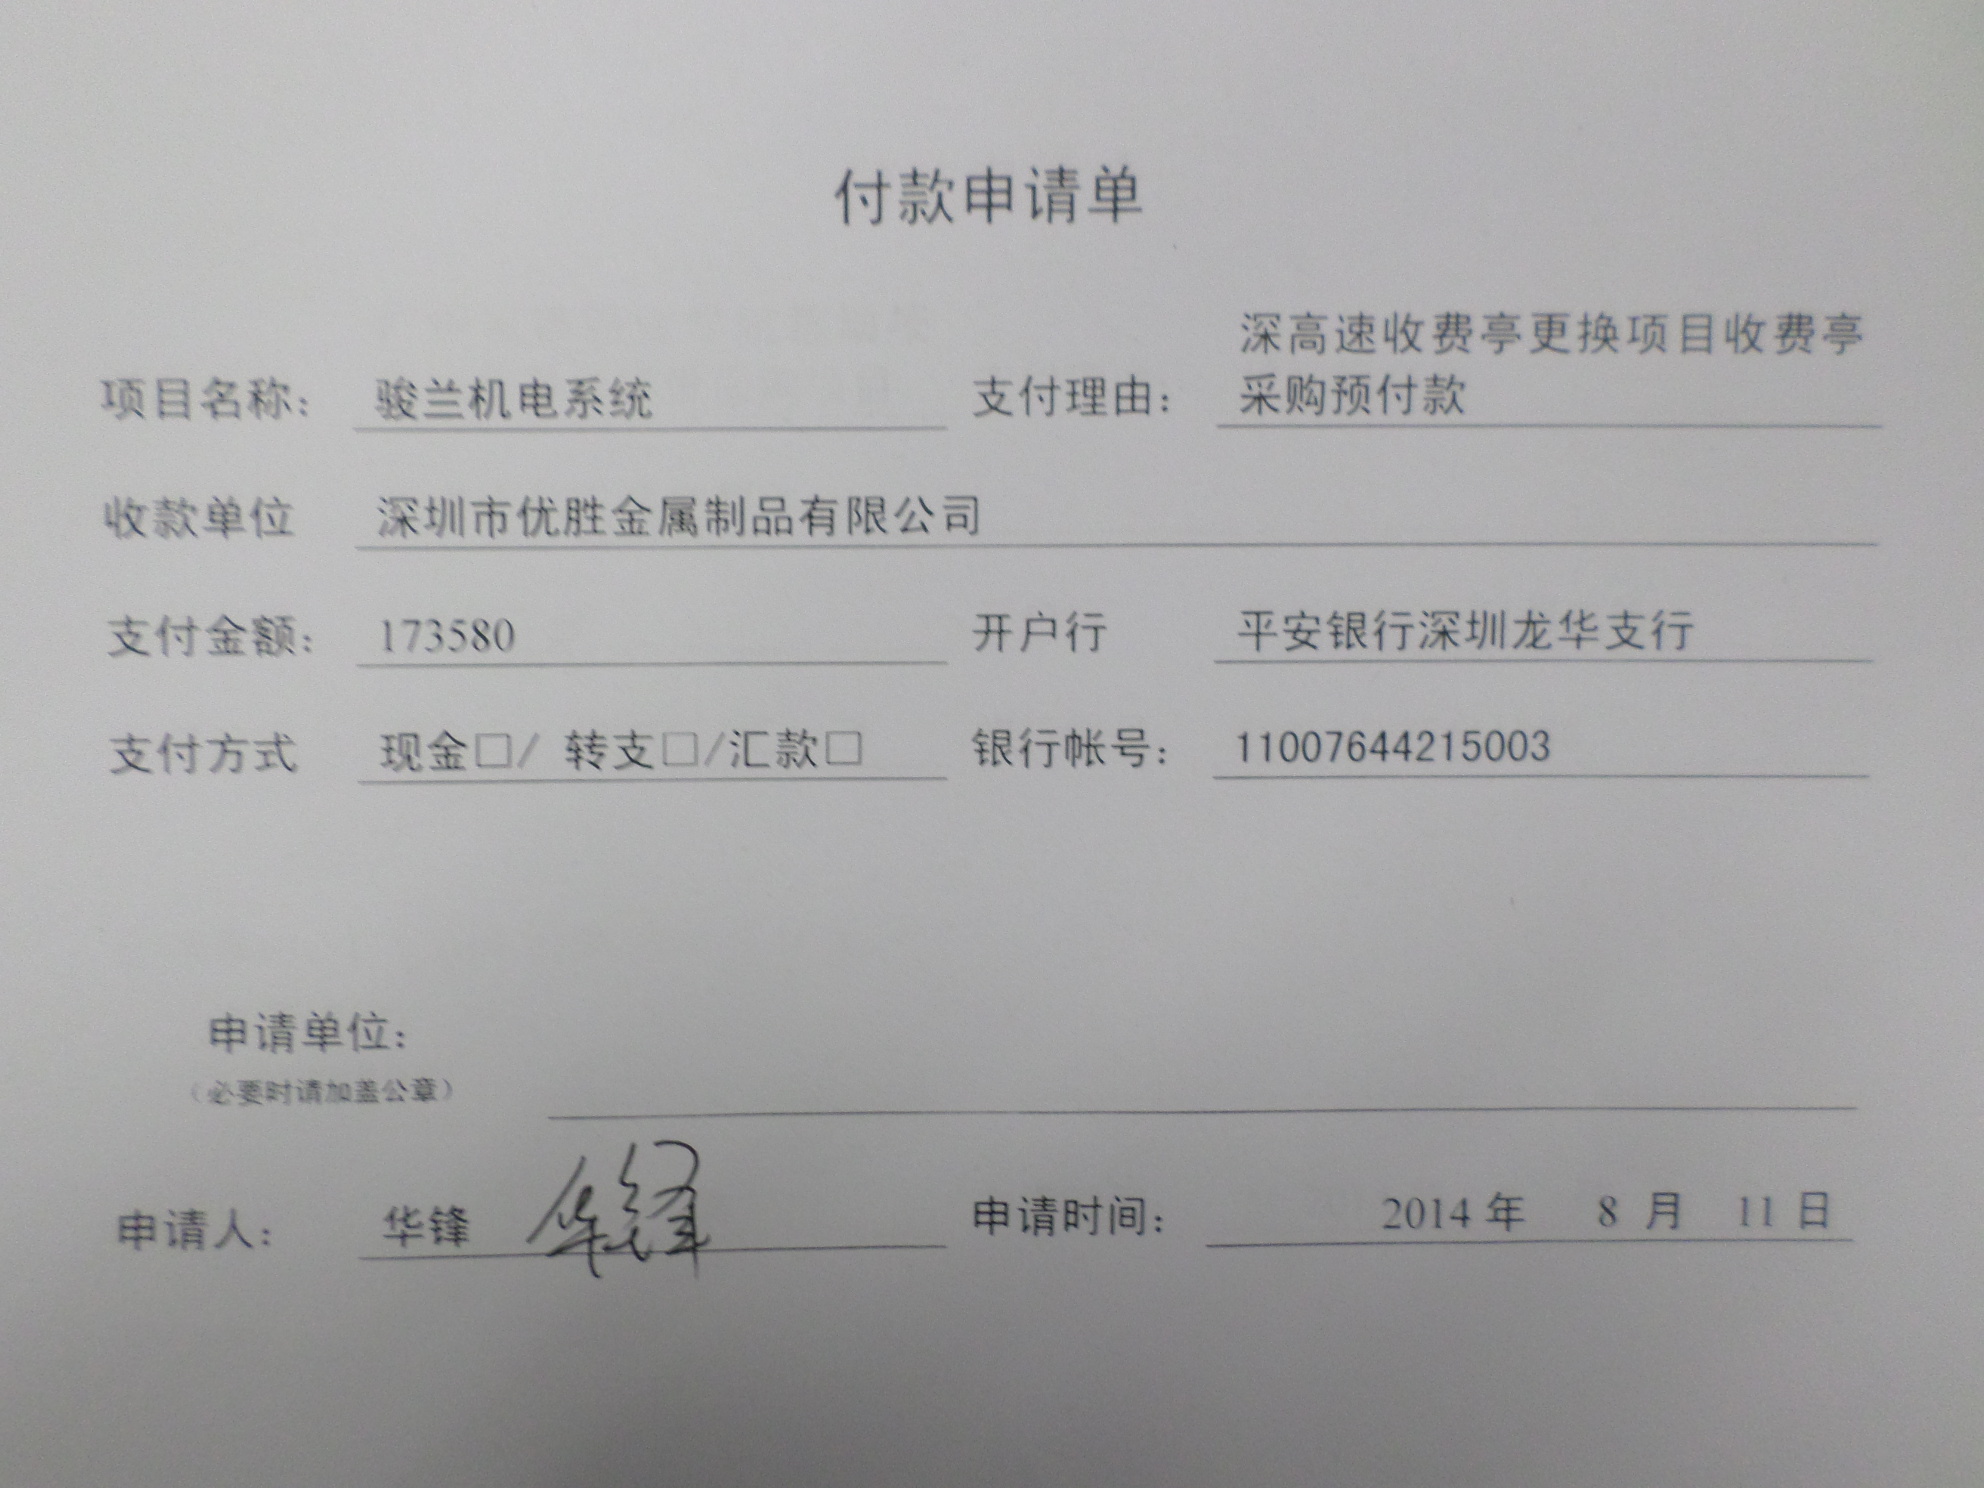 付款申请单
深高速收费亭更换项目收费亭
项目名称： 骏兰机电系统 支付理由： 采购预付款
收款单位 深圳市优胜金属制品有限公司
支付金额： 173580 开户行 平安银行深圳龙华支行
支付方式 现金□/ 转支□/汇款□ 银行帐号： 11007644215003
申请单位：
（必要时请加盖公章）
申请人： 华锋 华锋 申请时间： 2014 年 8 月 11 日